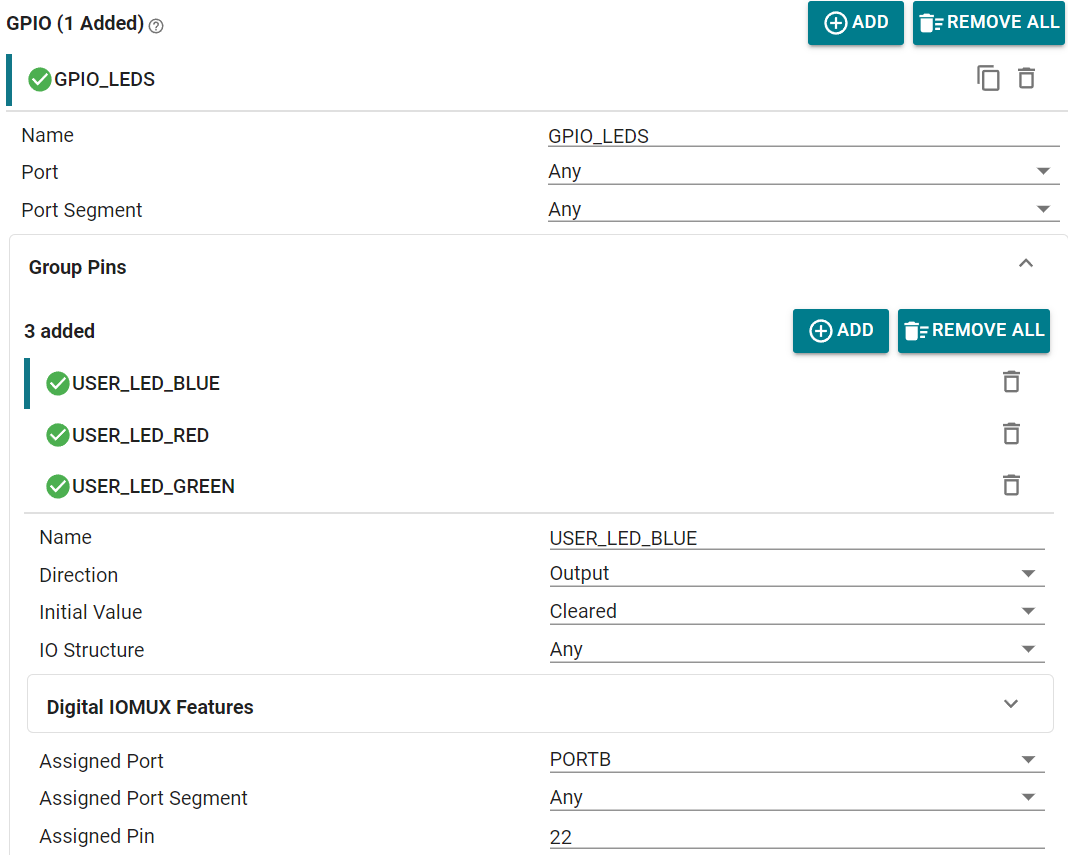 GPIO (1 Added) ?
ADD
REMOVE ALL
GPIO_LEDS
Name GPIO_LEDS
Port Any
Port Segment Any
Group Pins
3 added
ADD
REMOVE ALL
USER_LED_BLUE
USER_LED_RED
USER_LED_GREEN
Name USER_LED_BLUE
Direction Output
Initial Value Cleared
IO Structure Any
Digital IOMUX Features
Assigned Port PORTB
Assigned Port Segment Any
Assigned Pin 22